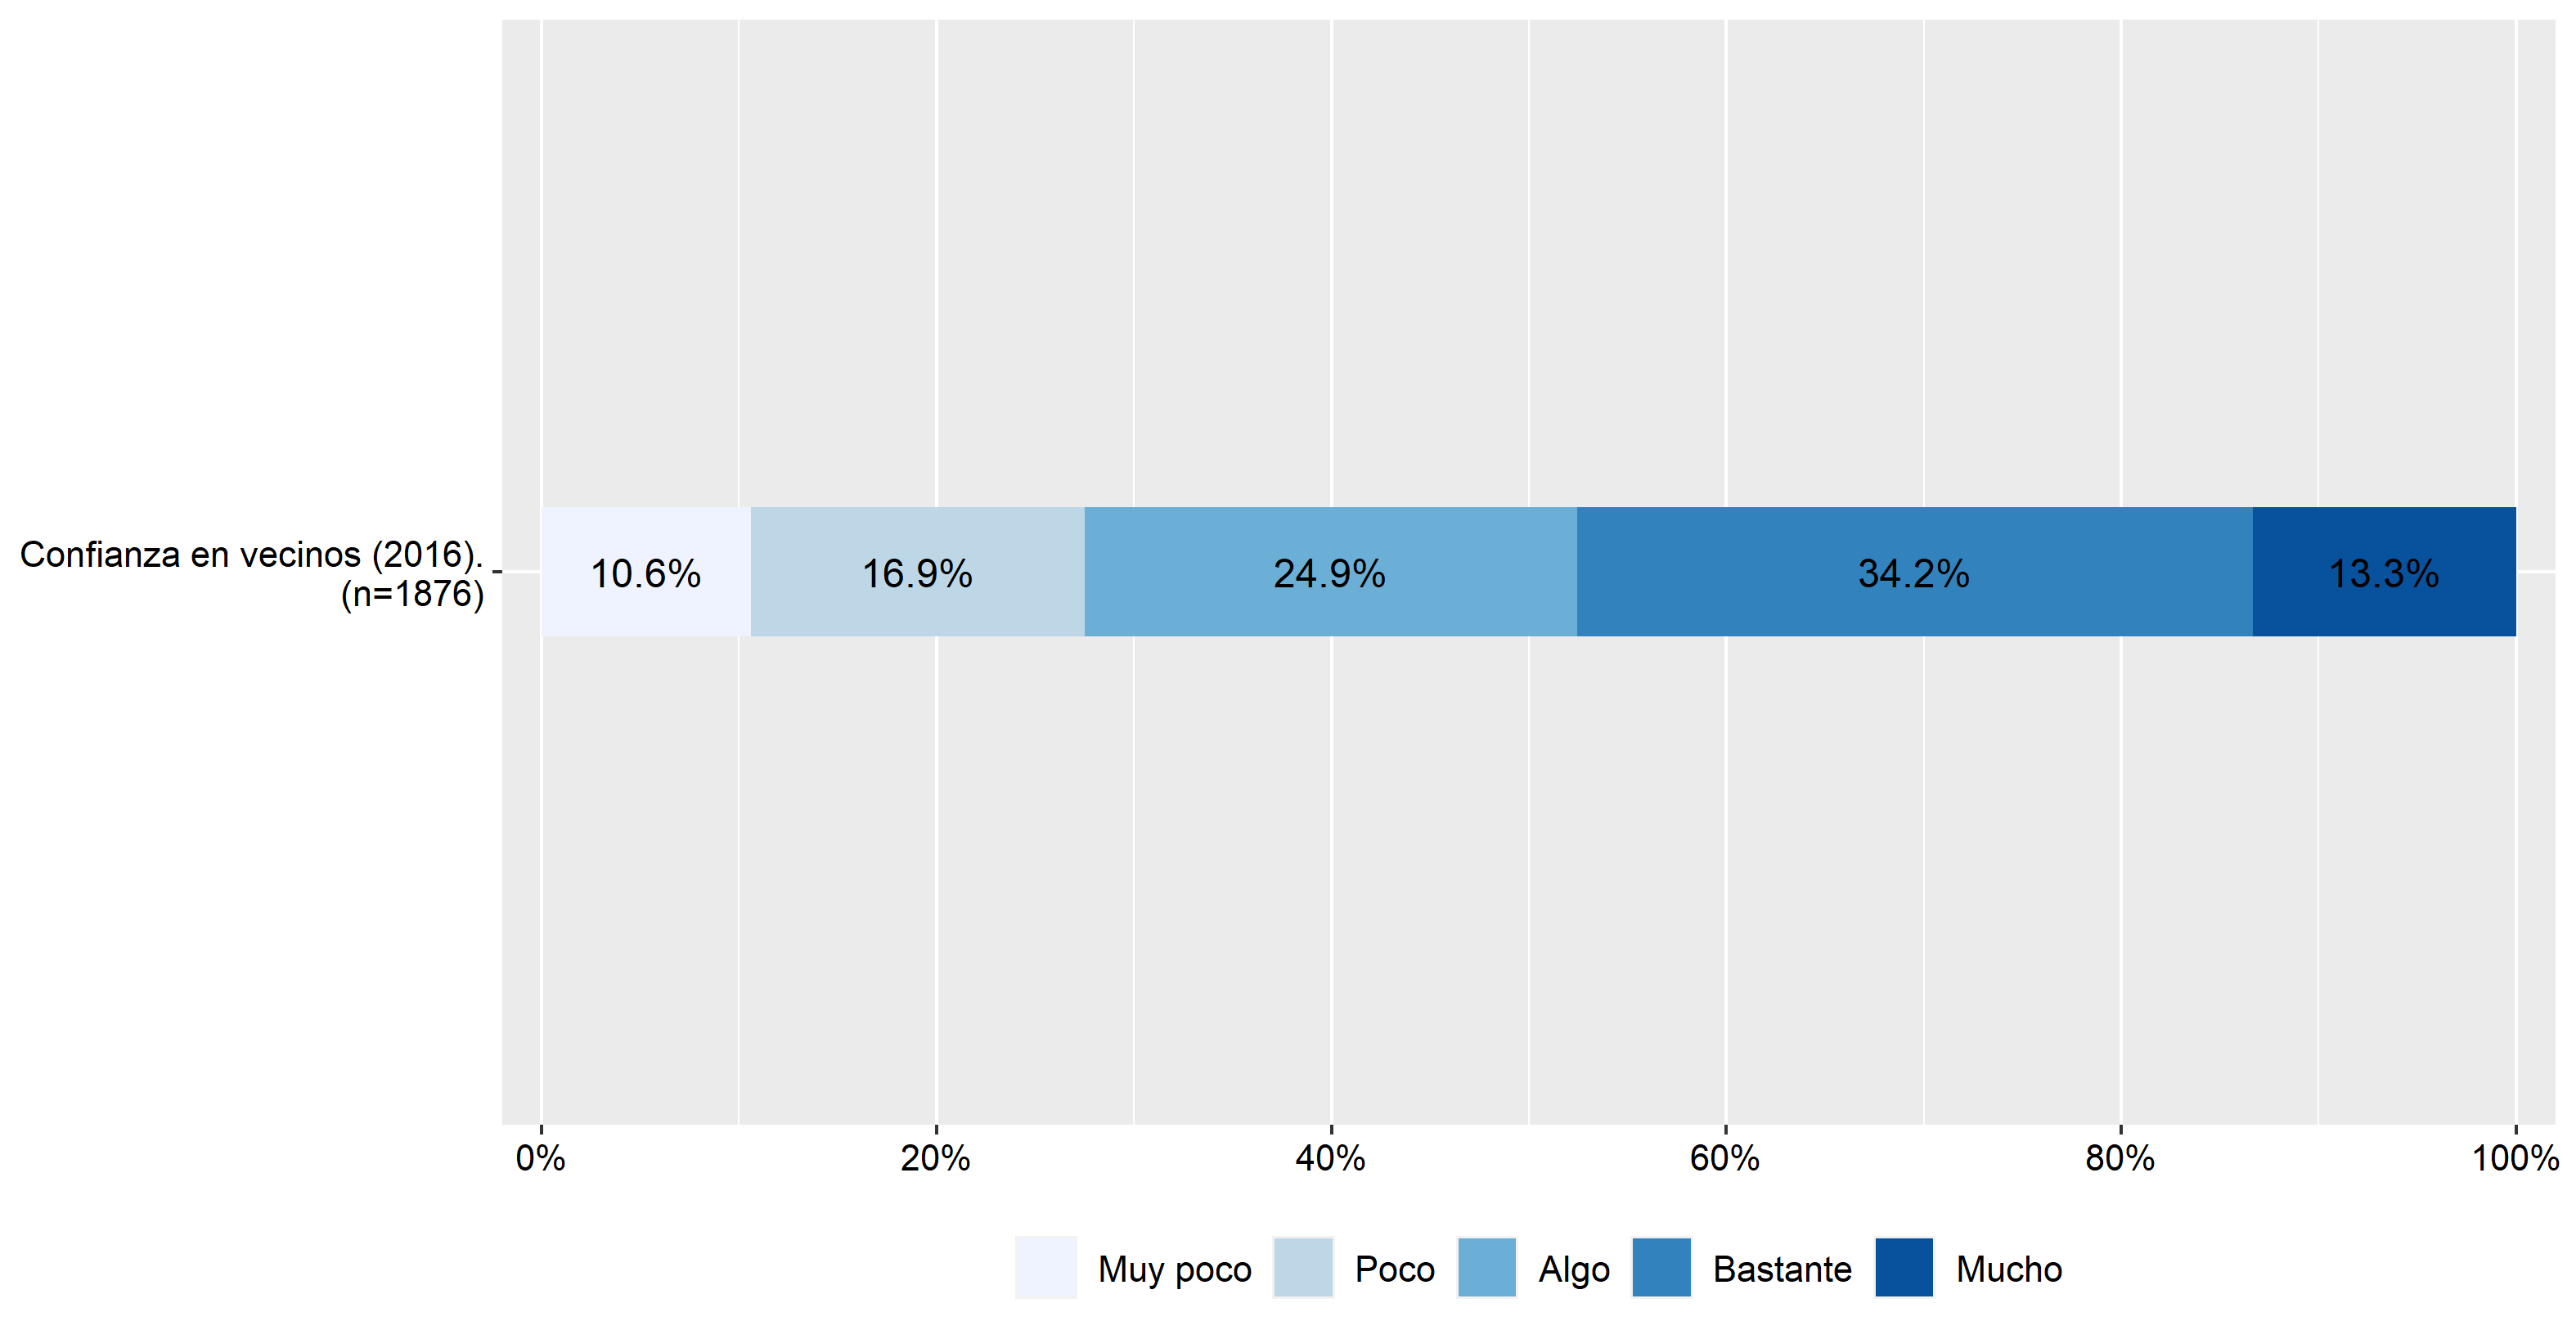 Confianza en vecinos (2016).
(n=1876)
10.6% 16.9% 24.9% 34.2% 13.3%
0% 20% 40% 60% 80% 100%
Muy poco Poco Algo Bastante Mucho